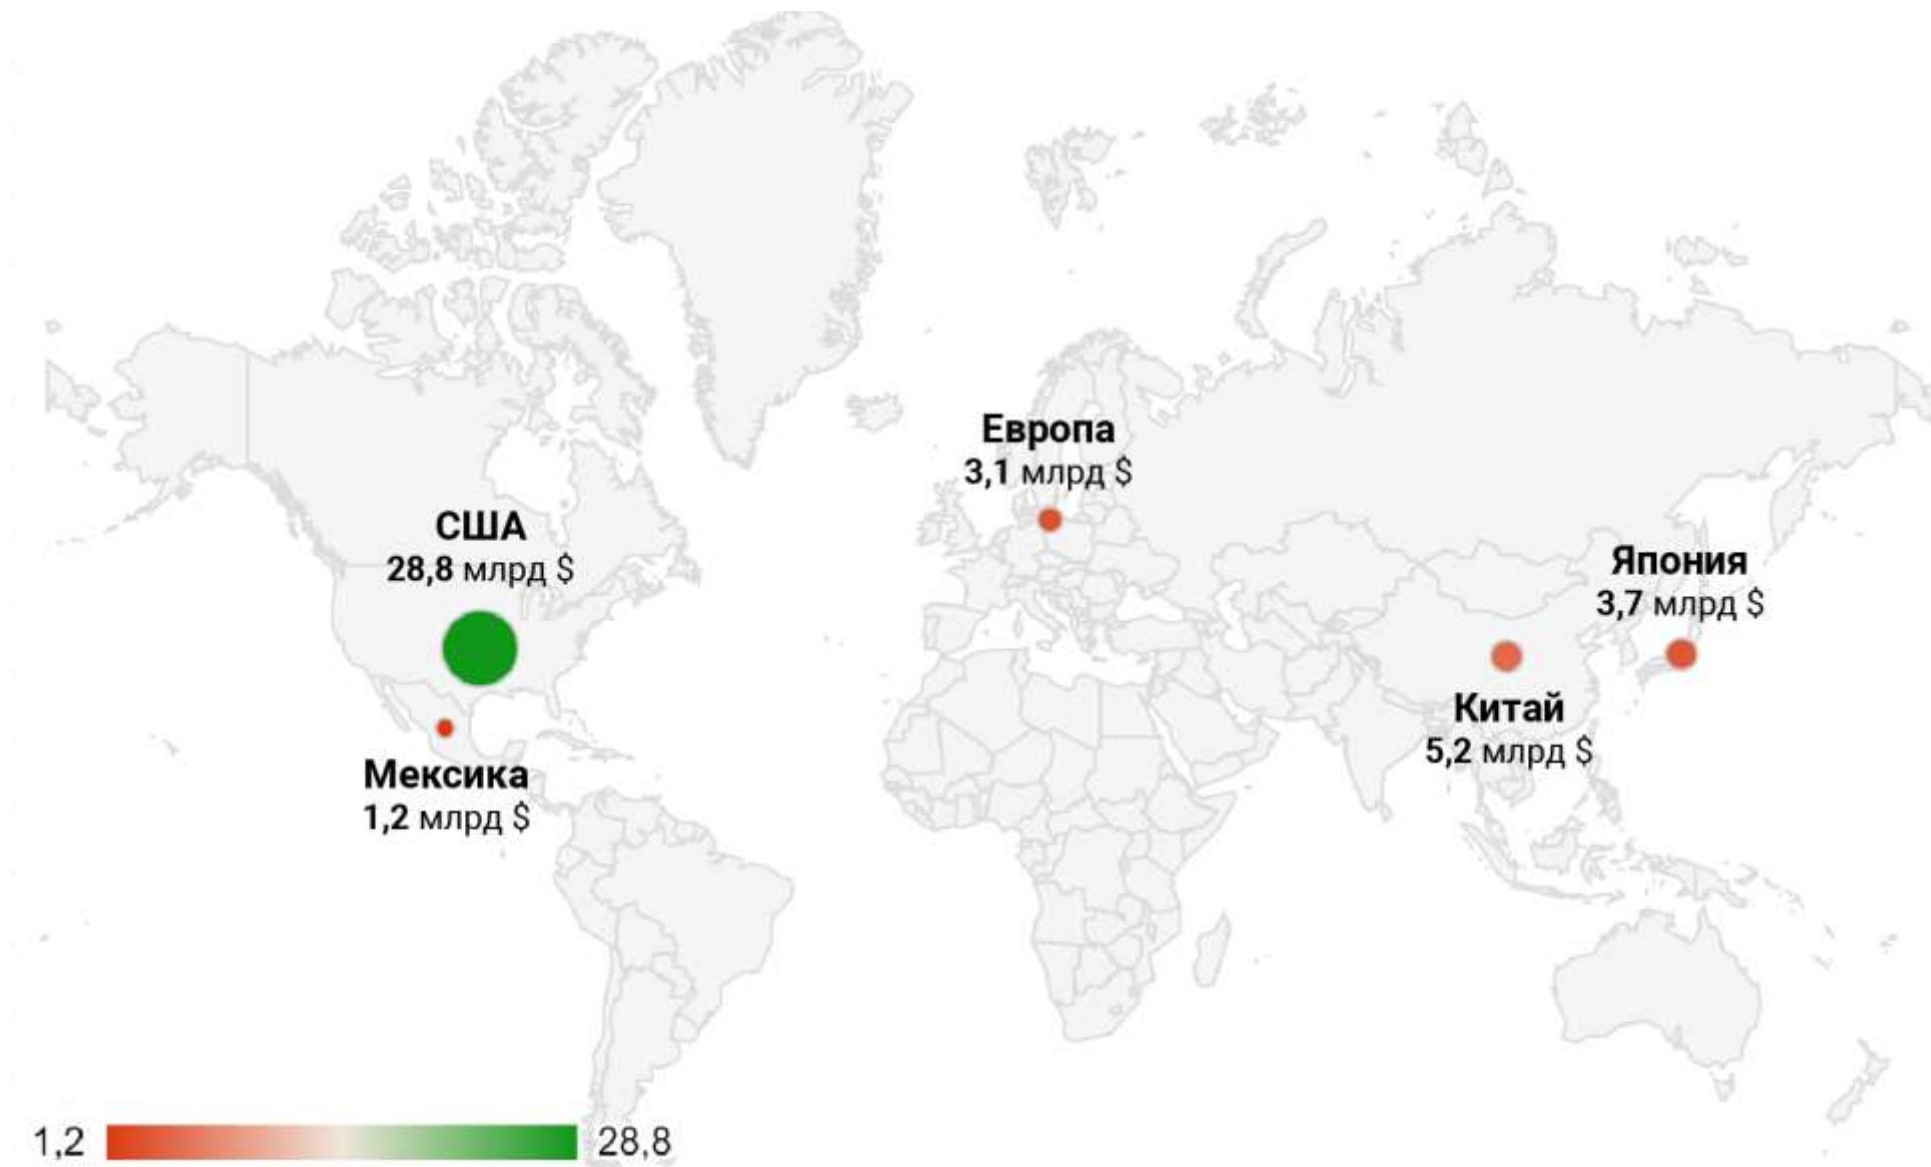 Европа
3,1 млрд $
США
28,8 млрд $
Япония
3,7 млрд $
Китай
5,2 млрд $
Мексика
1,2 млрд $
1,2
28,8